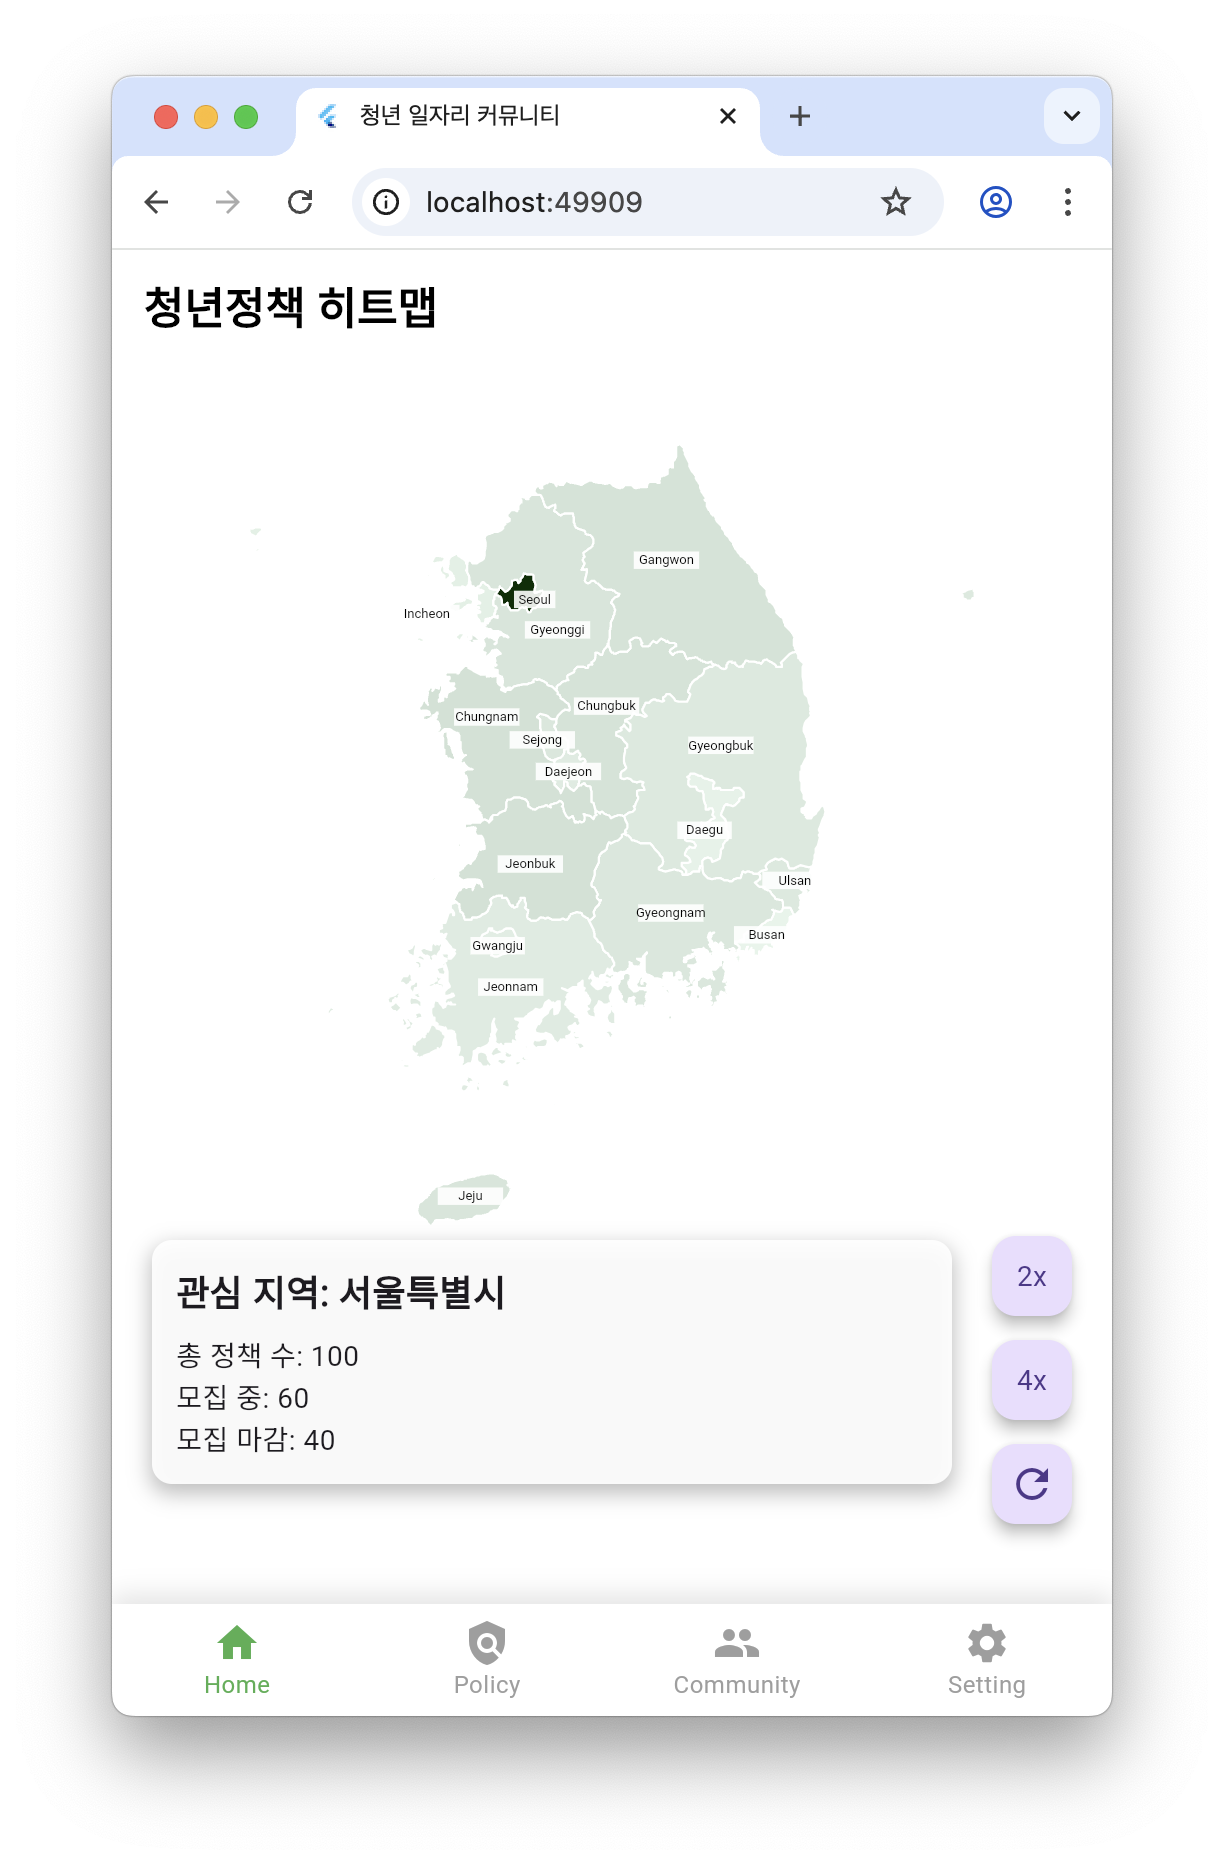 청년 일자리 커뮤니티
localhost:49909
청년정책 히트맵
Gangwon
Seoul
Incheon
Gyeonggi
Chungbuk
Chungnam
Sejong
Gyeongbuk
Daejeon
Daegu
Jeonbuk
Ulsan
Gyeongnam
Busan
Gwangju
Jeonnam
Jeju
관심 지역: 서울특별시
총 정책 수: 100
모집 중: 60
모집 마감: 40
2x
4x
Home
Policy
Community
Setting